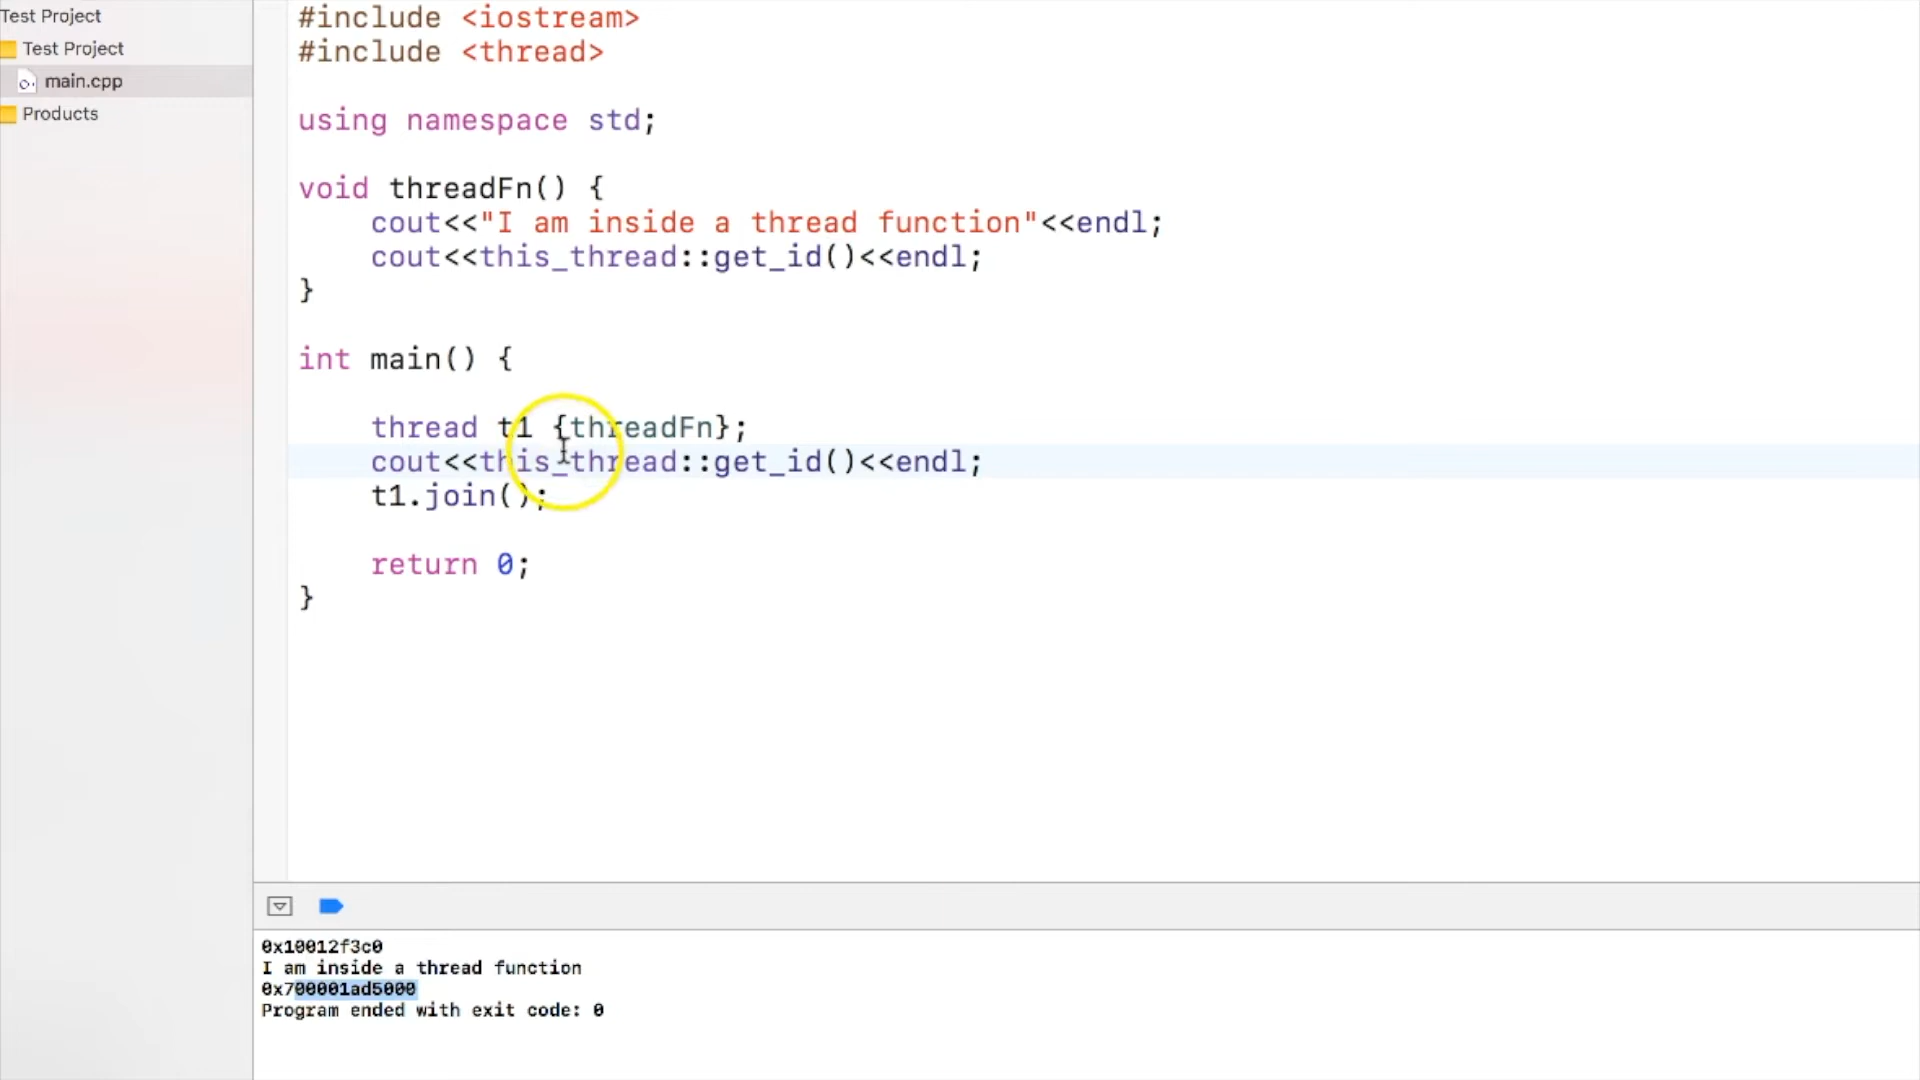 Test Project
Test Project
main.cpp
Products
#include <iostream>
#include <thread>
using namespace std;
void threadFn() {
cout<<"I am inside a thread function"<<endl;
cout<<this_thread::get_id()<<endl;
}
int main() {
thread t1 {threadFn};
cout<<this_thread::get_id()<<endl;
t1.join();
return 0;
}
0x10012f3c0
I am inside a thread function
0x700001ad5000
Program ended with exit code: 0